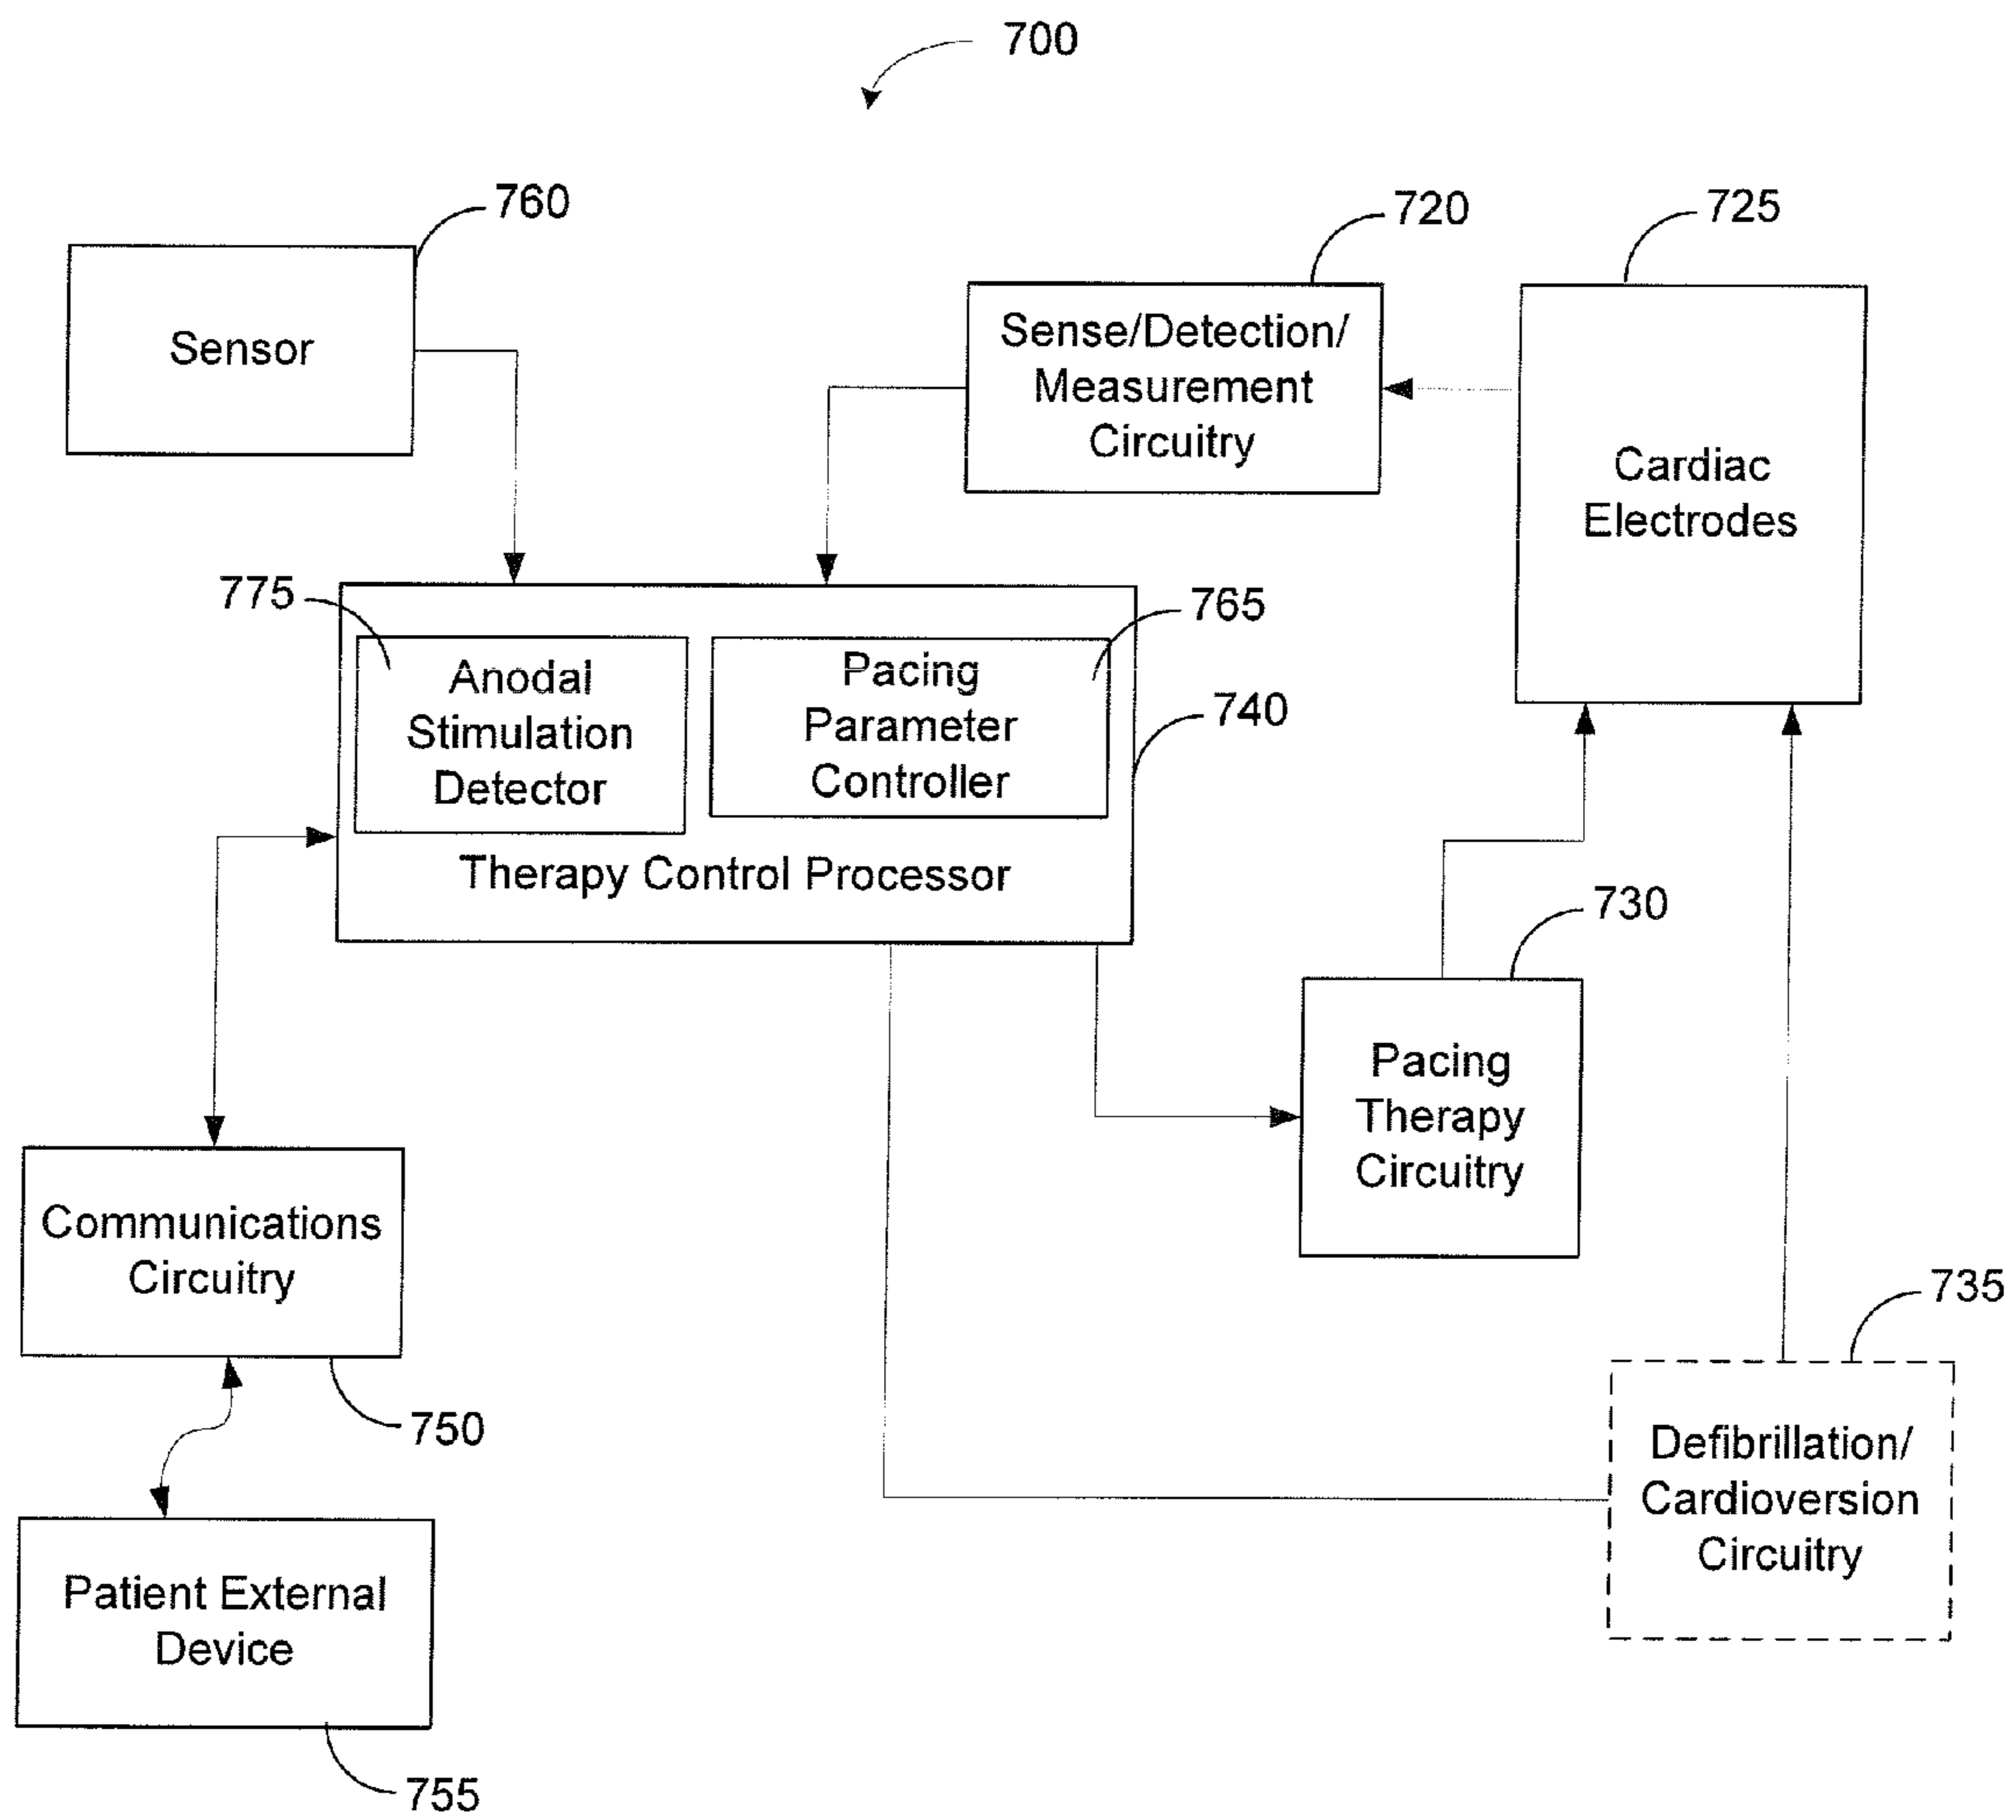 700
760
720
725
Sensor
Sense/Detection/
Measurement
Circuitry
Cardiac
Electrodes
775
765
Anodal
Stimulation
Detector
Pacing
Parameter
Controller
740
Therapy Control Processor
730
Pacing
Therapy
Circuitry
Communications
Circuitry
750
735
Defibrillation/
Cardioversion
Circuitry
Patient External
Device
755